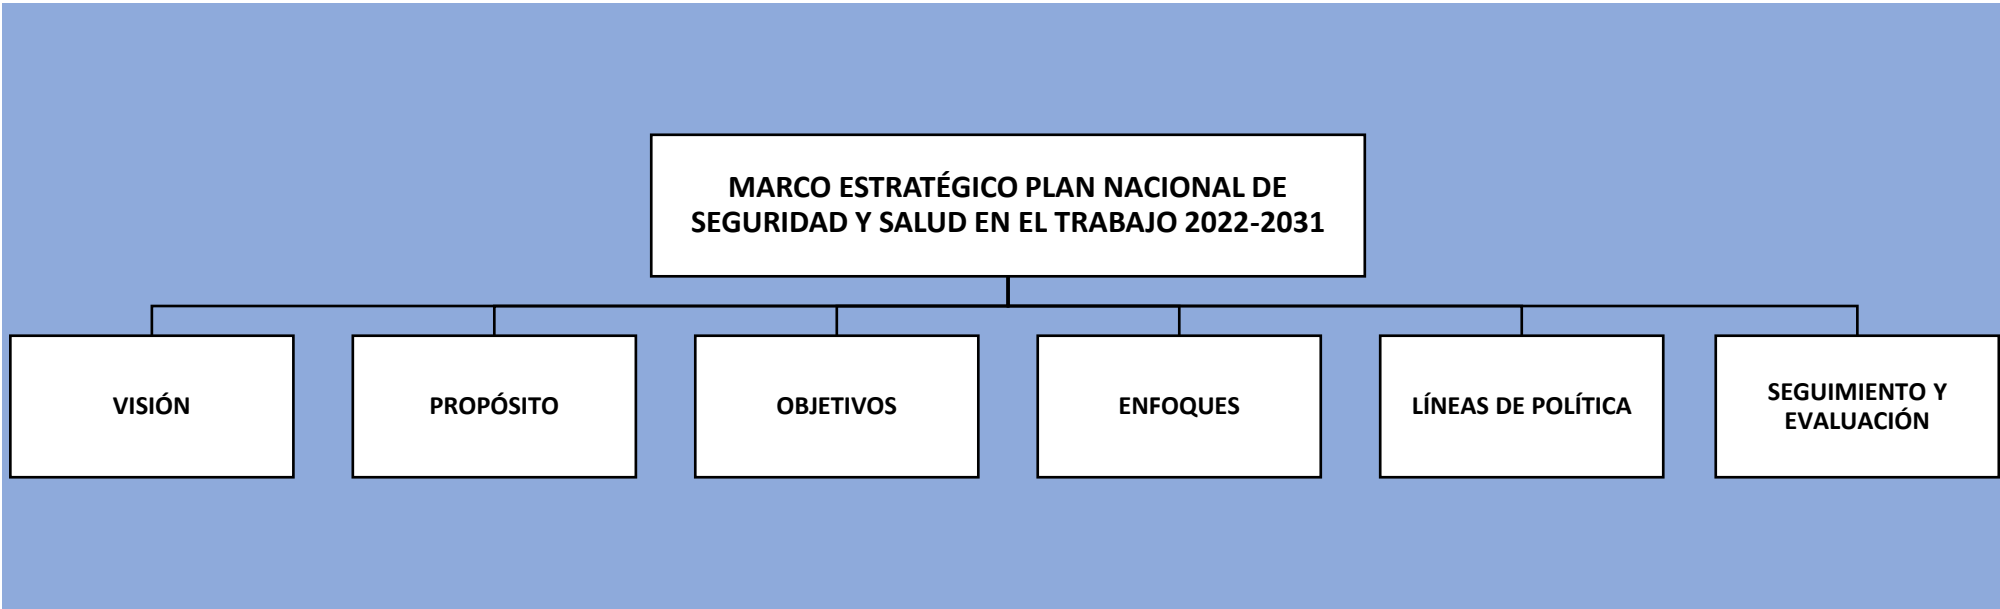 MARCO ESTRATÉGICO PLAN NACIONAL DE
SEGURIDAD Y SALUD EN EL TRABAJO 2022-2031
VISIÓN
PROPÓSITO
OBJETIVOS
ENFOQUES
LÍNEAS DE POLÍTICA
SEGUIMIENTO Y
EVALUACIÓN